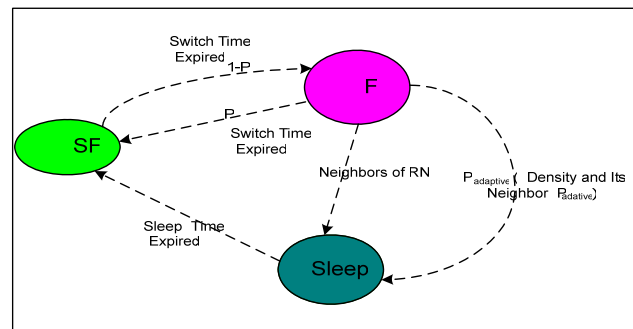 Switch Time
Expired
1-P
F
P
SF
Switch Time
Expired
Neighbors of RN
Padaptive( Density and Its
Neighbor Padative)
Sleep Time
Expired
Sleep